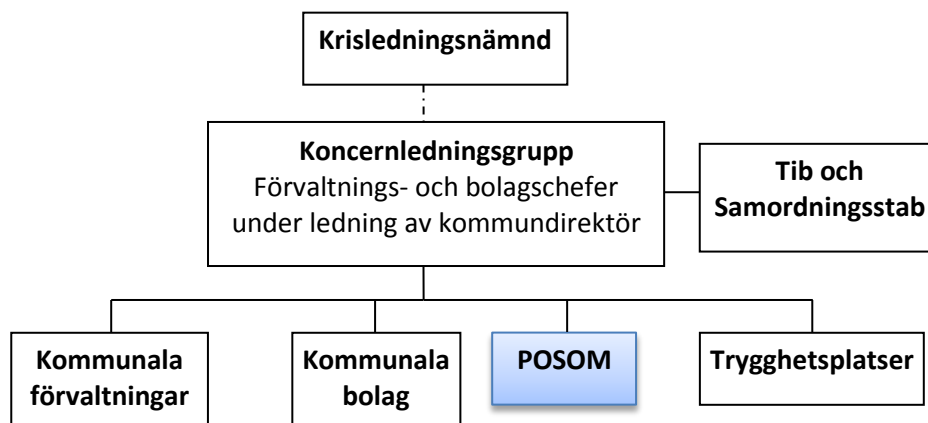 Krisledningsnämnd
Koncernledningsgrupp
Förvaltnings- och bolagschefer
under ledning av kommundirektör
Tib och
Samordningsstab
Kommunala
förvaltningar
Kommunala
bolag
POSOM
Trygghetsplatser